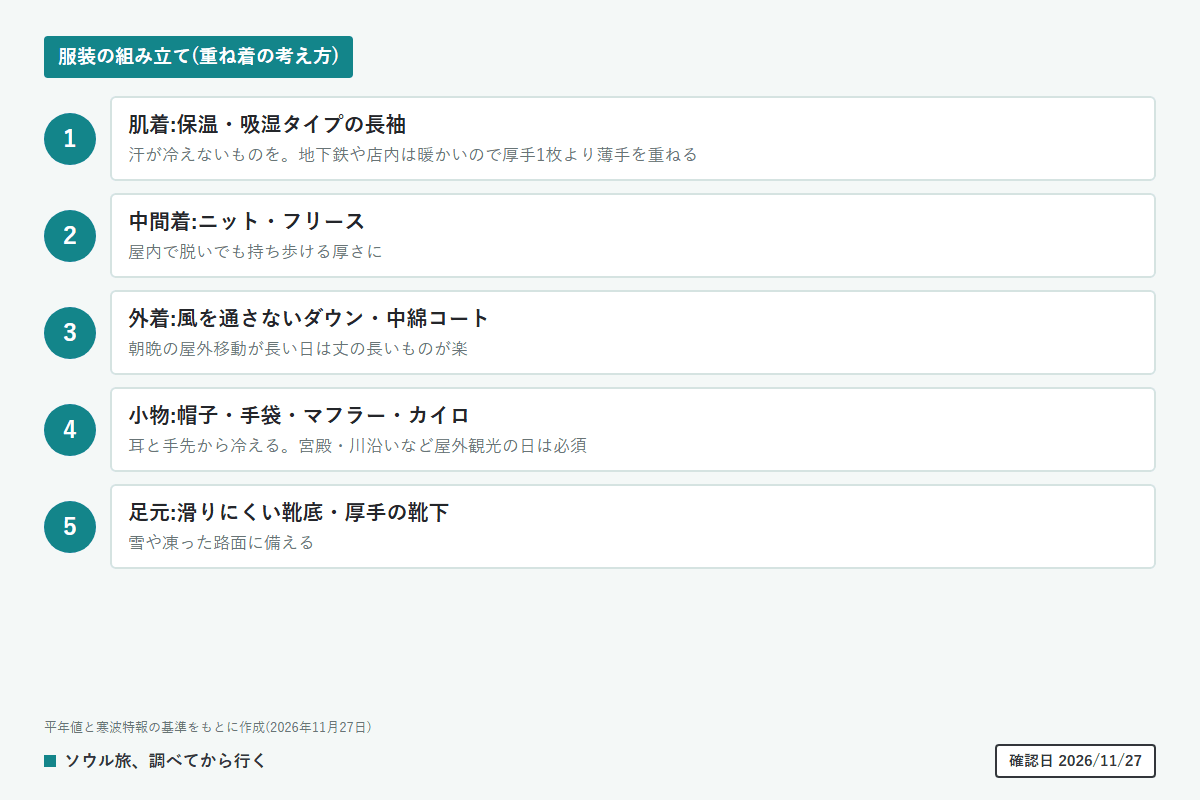 服装の組み立て(重ね着の考え方)
1
肌着:保温・吸湿タイプの長袖
汗が冷えないものを。地下鉄や店内は暖かいので厚手1枚より薄手を重ねる
2
中間着:ニット・フリース
屋内で脱いでも持ち歩ける厚さに
3
外着:風を通さないダウン・中綿コート
朝晩の屋外移動が長い日は丈の長いものが楽
4
小物:帽子・手袋・マフラー・カイロ
耳と手先から冷える。宮殿・川沿いなど屋外観光の日は必須
5
足元:滑りにくい靴底・厚手の靴下
雪や凍った路面に備える
平年値と寒波特報の基準をもとに作成(2026年11月27日)
ソウル旅、調べてから行く
確認日 2026/11/27